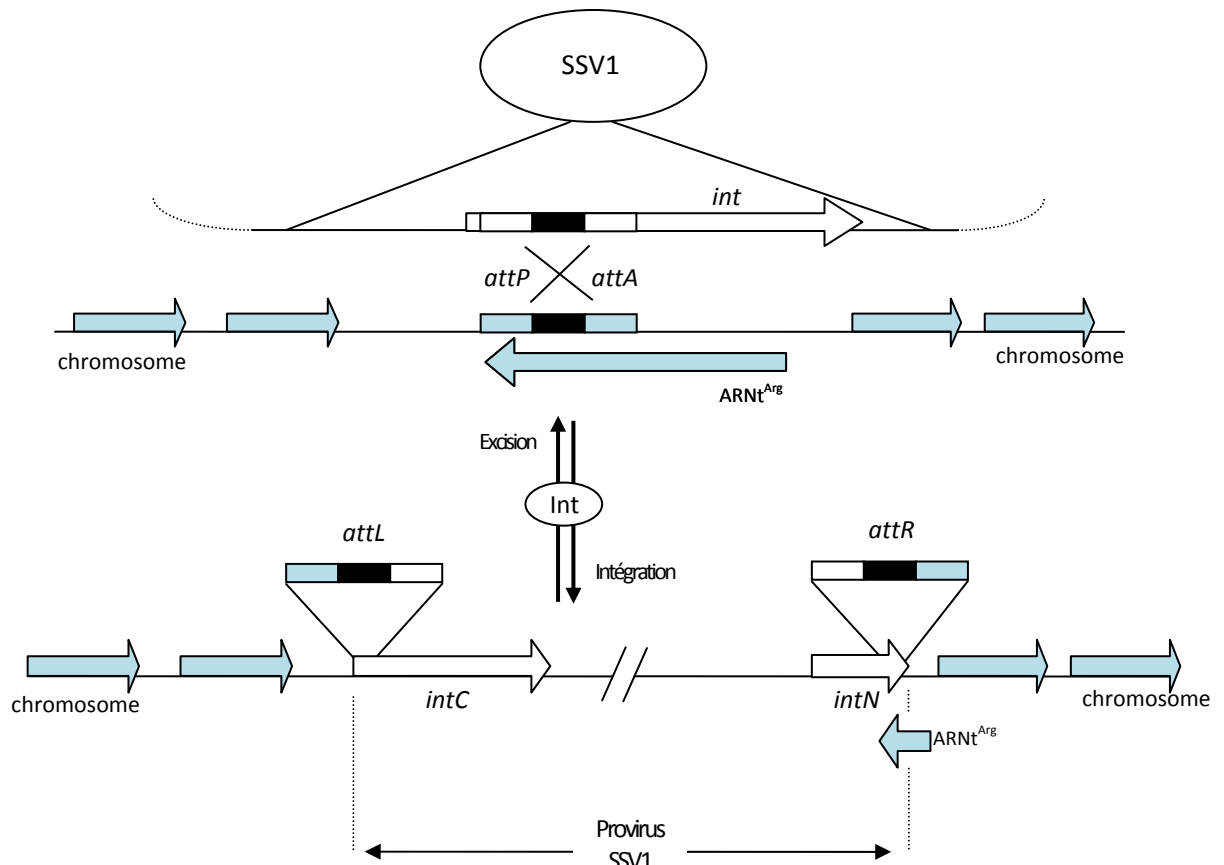 SSV1
int
attP attA
chromosome
chromosome
ARNt^Arg
Excision
Int
Intégration
attL
attR
chromosome
intC
intN
chromosome
ARNt^Arg
Provirus
SSV1